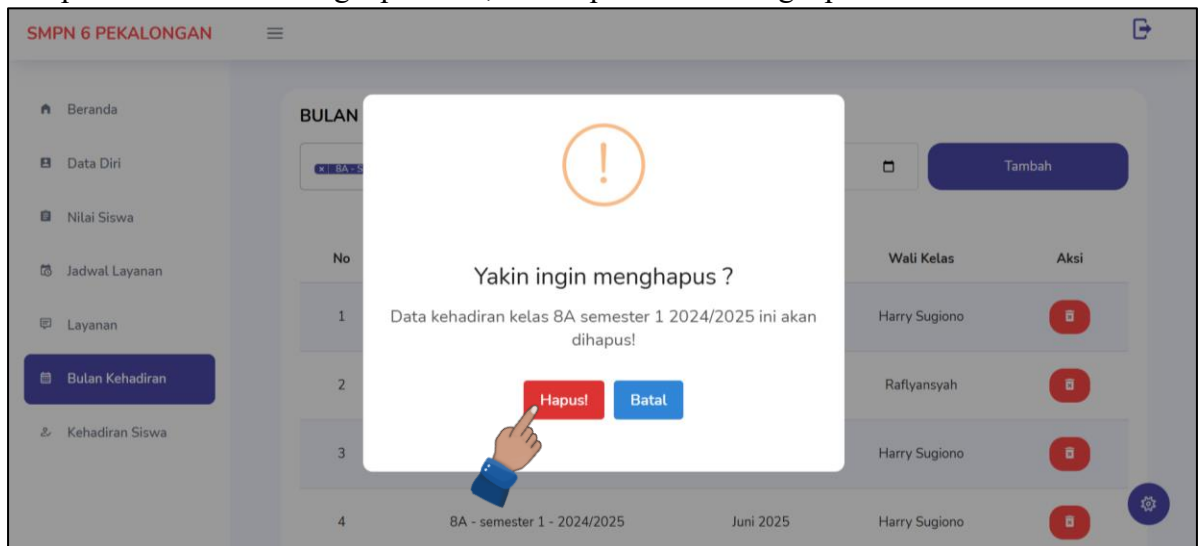 SMPN 6 PEKALONGAN
Beranda
Data Diri
Nilai Siswa
Jadwal Layanan
Layanan
Bulan Kehadiran
Kehadiran Siswa
BULAN
8A - S
Tambah
No Wali Kelas Aksi
1 Harry Sugiono
2 Raflyansyah
3 Harry Sugiono
4 8A - semester 1 - 2024/2025 Juni 2025 Harry Sugiono
Yakin ingin menghapus ?
Data kehadiran kelas 8A semester 1 2024/2025 ini akan
dihapus!
Hapus! Batal